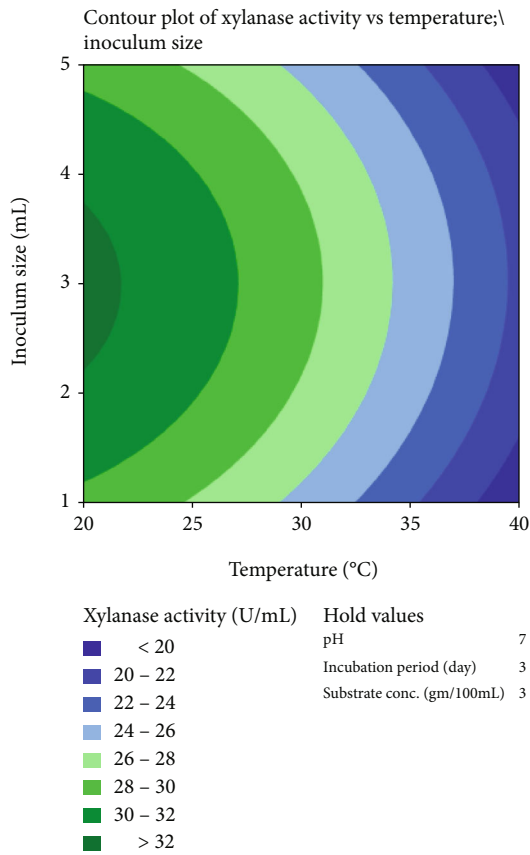 Contour plot of xylanase activity vs temperature;\
inoculum size
5
4
3
2
1
Inoculum size (mL)
20 25 30 35 40
Temperature (°C)
Xylanase activity (U/mL)
< 20
20 – 22
22 – 24
24 – 26
26 – 28
28 – 30
30 – 32
> 32
Hold values
pH 7
Incubation period (day) 3
Substrate conc. (gm/100mL) 3